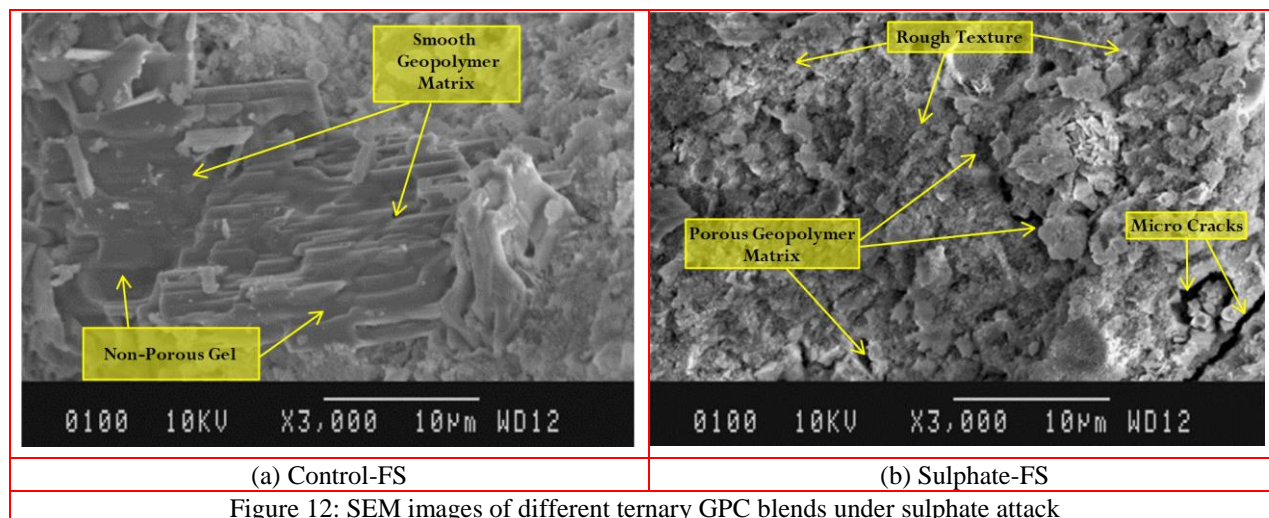 Smooth
Geopolymer
Matrix
Non-Porous Gel
0100 10KV X3,000 10µm WD12
(a) Control-FS
Rough Texture
Porous Geopolymer
Matrix
Micro Cracks
0100 10KV X3,000 10µm WD12
(b) Sulphate-FS
Figure 12: SEM images of different ternary GPC blends under sulphate attack